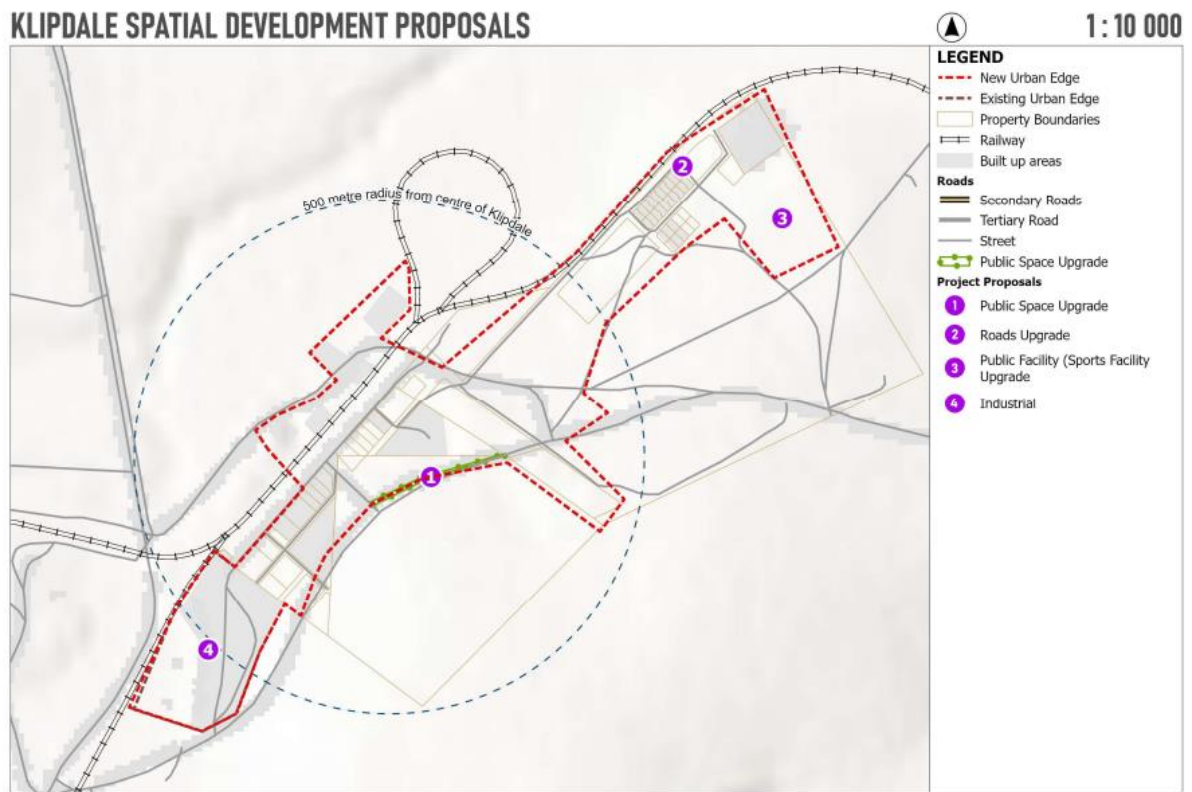 KLIPDALE SPATIAL DEVELOPMENT PROPOSALS
1 : 10 000
LEGEND
New Urban Edge
Existing Urban Edge
Property Boundaries
Railway
Built up areas
Roads
Secondary Roads
Tertiary Road
Street
Public Space Upgrade
Project Proposals
1 Public Space Upgrade
2 Roads Upgrade
3 Public Facility (Sports Facility
Upgrade
4 Industrial
500 metre radius from centre of Klipdale
2
3
1
4